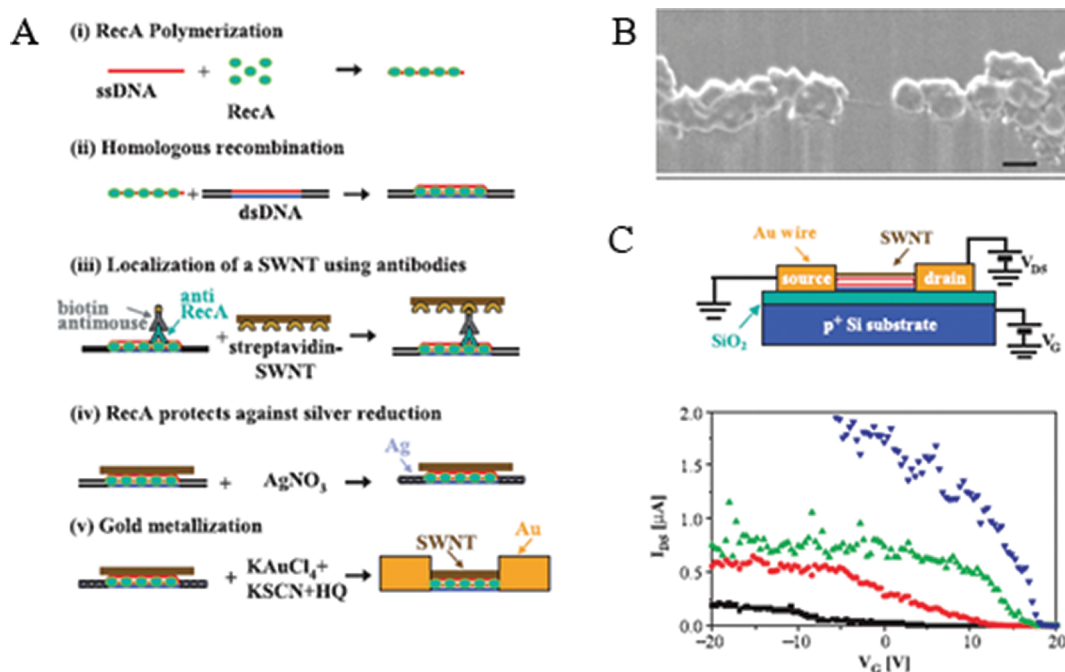 A
(i) RecA Polymerization
ssDNA
+
RecA
(ii) Homologous recombination
+
dsDNA
(iii) Localization of a SWNT using antibodies
biotin
antimouse
anti
RecA
+
streptavidin-
SWNT
(iv) RecA protects against silver reduction
+
AgNO3
Ag
(v) Gold metallization
+
KAuCl4+
KSCN+HQ
SWNT
Au
B
C
Au wire
SWNT
source
drain
VDS
p+ Si substrate
SiO2
VG
IDS [µA]
2.0
1.5
1.0
0.5
0.0
-20
-10
0
10
20
VG [V]